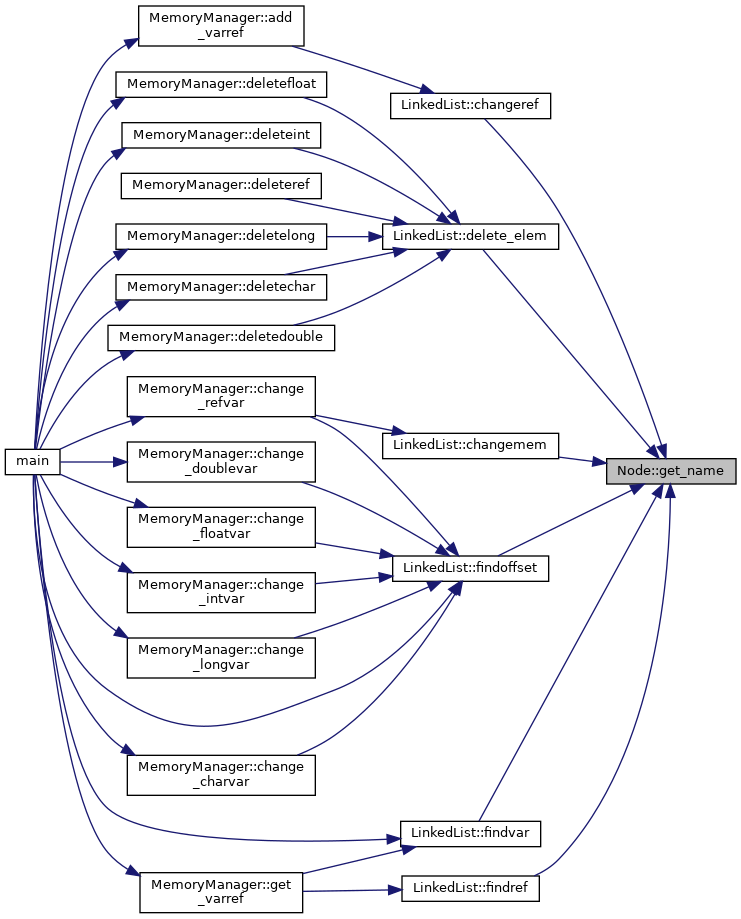 MemoryManager::add
_varref
MemoryManager::deletefloat
LinkedList::changeref
MemoryManager::deleteint
MemoryManager::deleteref
MemoryManager::deletelong
LinkedList::delete_elem
MemoryManager::deletechar
MemoryManager::deletedouble
MemoryManager::change
_refvar
LinkedList::changemem
main
MemoryManager::change
_doublevar
Node::get_name
MemoryManager::change
_floatvar
LinkedList::findoffset
MemoryManager::change
_intvar
MemoryManager::change
_longvar
MemoryManager::change
_charvar
LinkedList::findvar
MemoryManager::get
_varref
LinkedList::findref